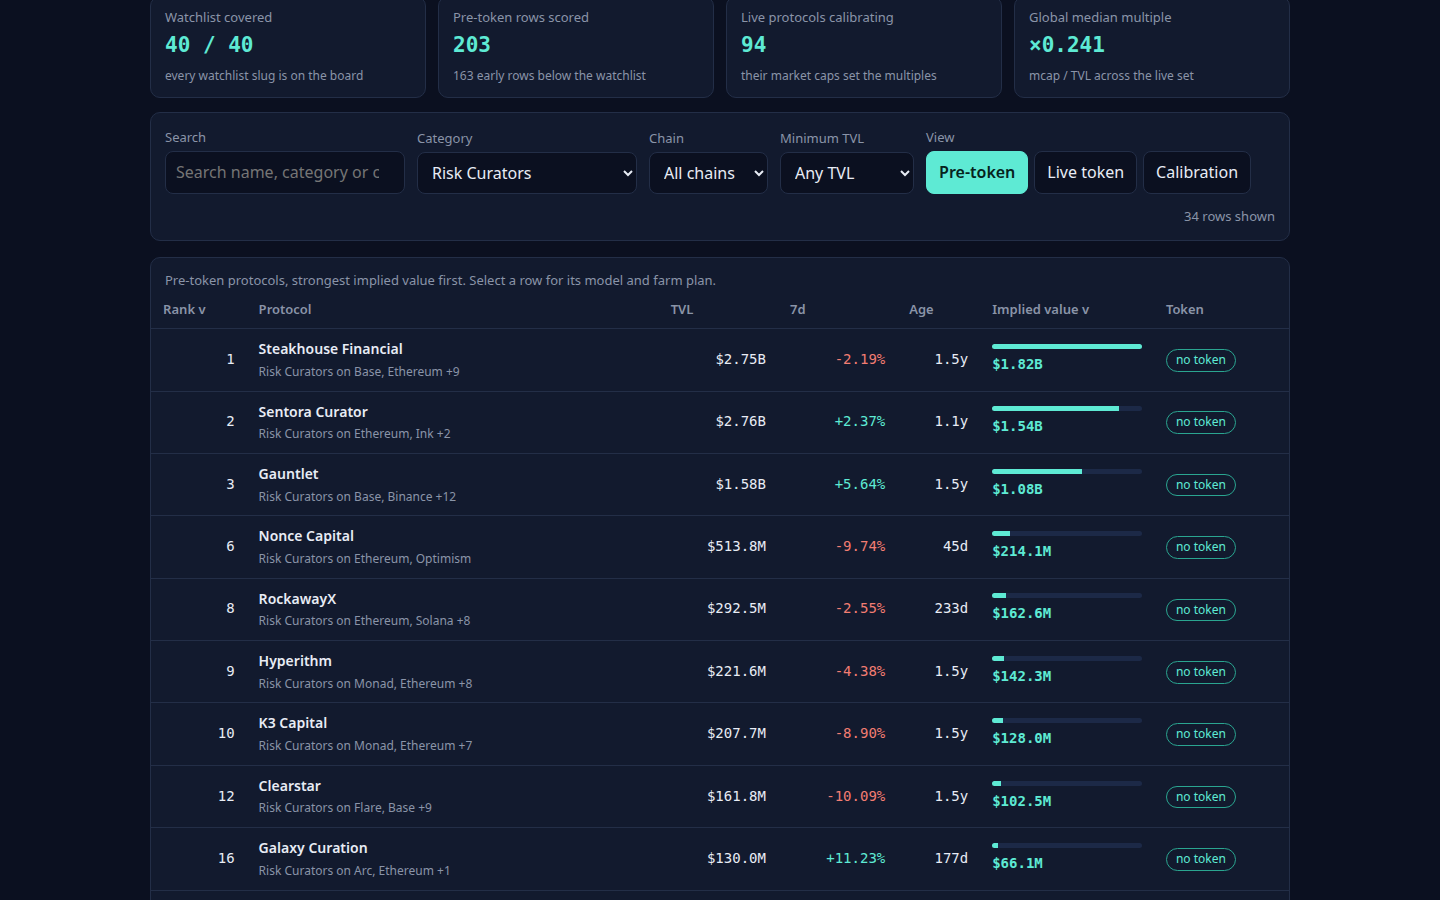 Watchlist covered
40 / 40
every watchlist slug is on the board
Pre-token rows scored
203
163 early rows below the watchlist
Live protocols calibrating
94
their market caps set the multiples
Global median multiple
×0.241
mcap / TVL across the live set
Search
Search name, category or c
Category
Risk Curators
Chain
All chains
Minimum TVL
Any TVL
View
Pre-token
Live token
Calibration
34 rows shown
Pre-token protocols, strongest implied value first. Select a row for its model and farm plan.
Rank v Protocol TVL 7d Age Implied value v Token
1 Steakhouse Financial $2.75B -2.19% 1.5y $1.82B no token
Risk Curators on Base, Ethereum +9
2 Sentora Curator $2.76B +2.37% 1.1y $1.54B no token
Risk Curators on Ethereum, Ink +2
3 Gauntlet $1.58B +5.64% 1.5y $1.08B no token
Risk Curators on Base, Binance +12
6 Nonce Capital $513.8M -9.74% 45d $214.1M no token
Risk Curators on Ethereum, Optimism
8 RockawayX $292.5M -2.55% 233d $162.6M no token
Risk Curators on Ethereum, Solana +8
9 Hyperithm $221.6M -4.38% 1.5y $142.3M no token
Risk Curators on Monad, Ethereum +8
10 K3 Capital $207.7M -8.90% 1.5y $128.0M no token
Risk Curators on Monad, Ethereum +7
12 Clearstar $161.8M -10.09% 1.5y $102.5M no token
Risk Curators on Flare, Base +9
16 Galaxy Curation $130.0M +11.23% 177d $66.1M no token
Risk Curators on Arc, Ethereum +1